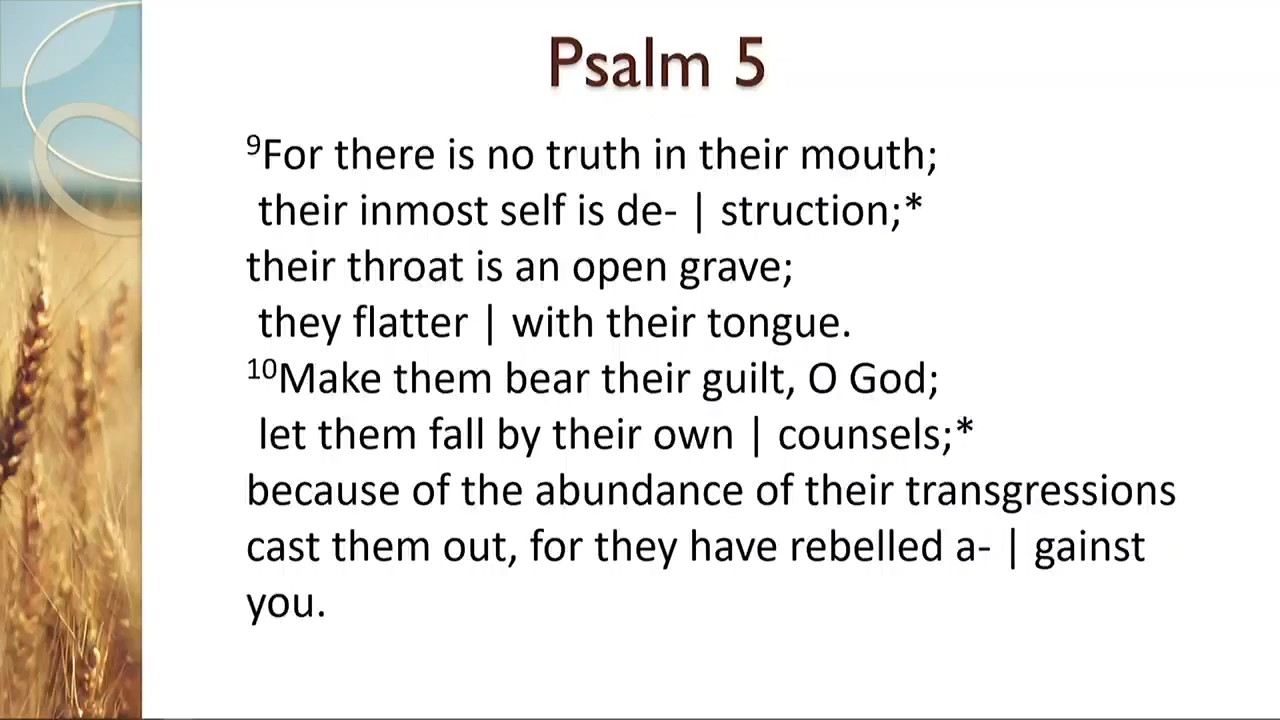 Psalm 5
⁹For there is no truth in their mouth;
their inmost self is de- | struction;*
their throat is an open grave;
they flatter | with their tongue.
¹⁰Make them bear their guilt, O God;
let them fall by their own | counsels;*
because of the abundance of their transgressions
cast them out, for they have rebelled a- | gainst
you.